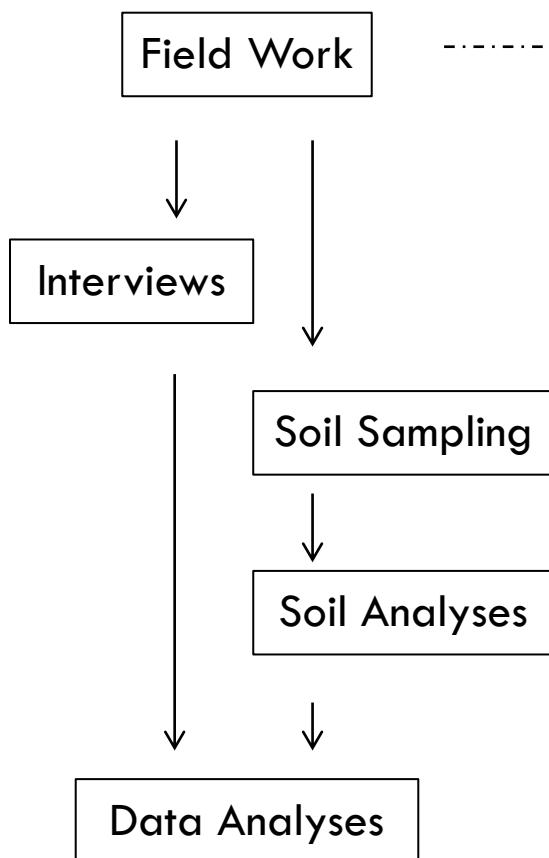 Field Work
Interviews
Soil Sampling
Soil Analyses
Data Analyses